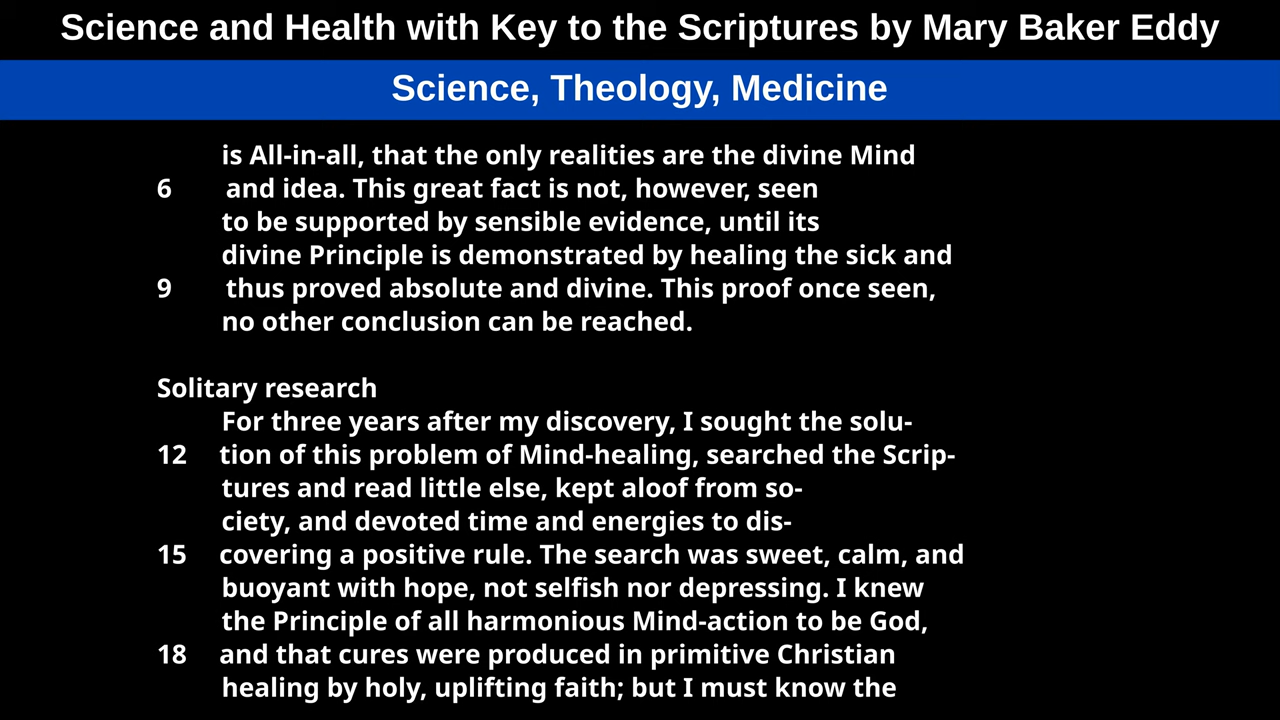 Science and Health with Key to the Scriptures by Mary Baker Eddy
Science, Theology, Medicine
is All-in-all, that the only realities are the divine Mind
6 and idea. This great fact is not, however, seen
to be supported by sensible evidence, until its
divine Principle is demonstrated by healing the sick and
9 thus proved absolute and divine. This proof once seen,
no other conclusion can be reached.
Solitary research
For three years after my discovery, I sought the solu-
12 tion of this problem of Mind-healing, searched the Scrip-
tures and read little else, kept aloof from so-
ciety, and devoted time and energies to dis-
15 covering a positive rule. The search was sweet, calm, and
buoyant with hope, not selfish nor depressing. I knew
the Principle of all harmonious Mind-action to be God,
18 and that cures were produced in primitive Christian
healing by holy, uplifting faith; but I must know the